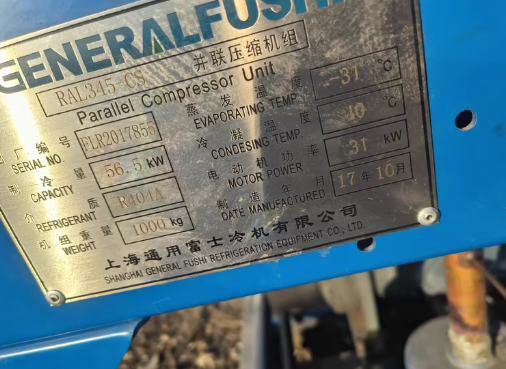 GENERALFUSHI
RAL345-CS 并联压缩机组
Parallel Compressor Unit
出厂编号 FLR2017856
SERIAL NO.
制冷量 56.5 kW
CAPACITY
介质 R404A
REFRIGERANT
机组重量 1000 kg
WEIGHT
蒸发温度 -31 °C
EVAPORATING TEMP.
冷凝温度 40 °C
CONDESING TEMP.
电动机功率 31 kW
MOTOR POWER
制造年月 17年10月
DATE MANUFACTURED
上海通用富士冷机有限公司
SHANGHAI GENERAL FUSHI REFRIGERATION EQUIPMENT CO., LTD.